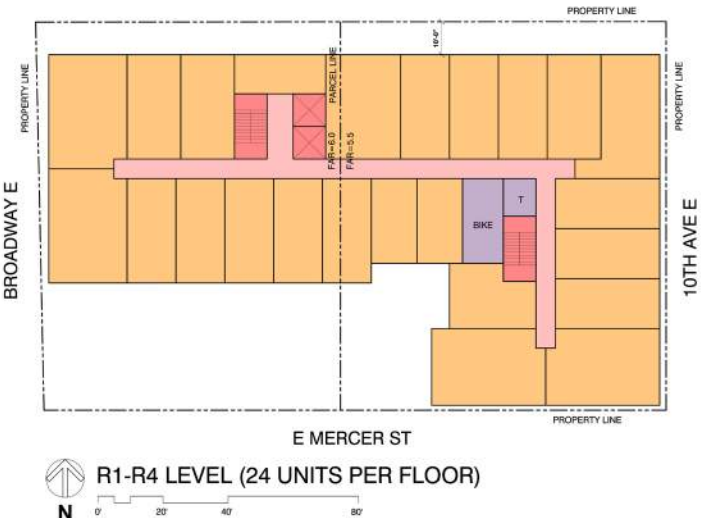 PROPERTY LINE
10'-0"
PROPERTY LINE
PARCEL LINE
PROPERTY LINE
FAR=6.0
FAR=5.5
T
BIKE
BROADWAY E
10TH AVE E
PROPERTY LINE
E MERCER ST
R1-R4 LEVEL (24 UNITS PER FLOOR)
N
0' 20' 40' 80'